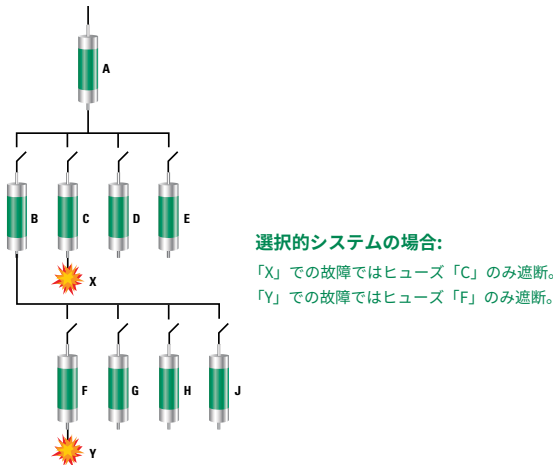 A
B
C
D
E
X
選択的システムの場合:
「X」での故障ではヒューズ「C」のみ遮断。
「Y」での故障ではヒューズ「F」のみ遮断。
F
G
H
J
Y